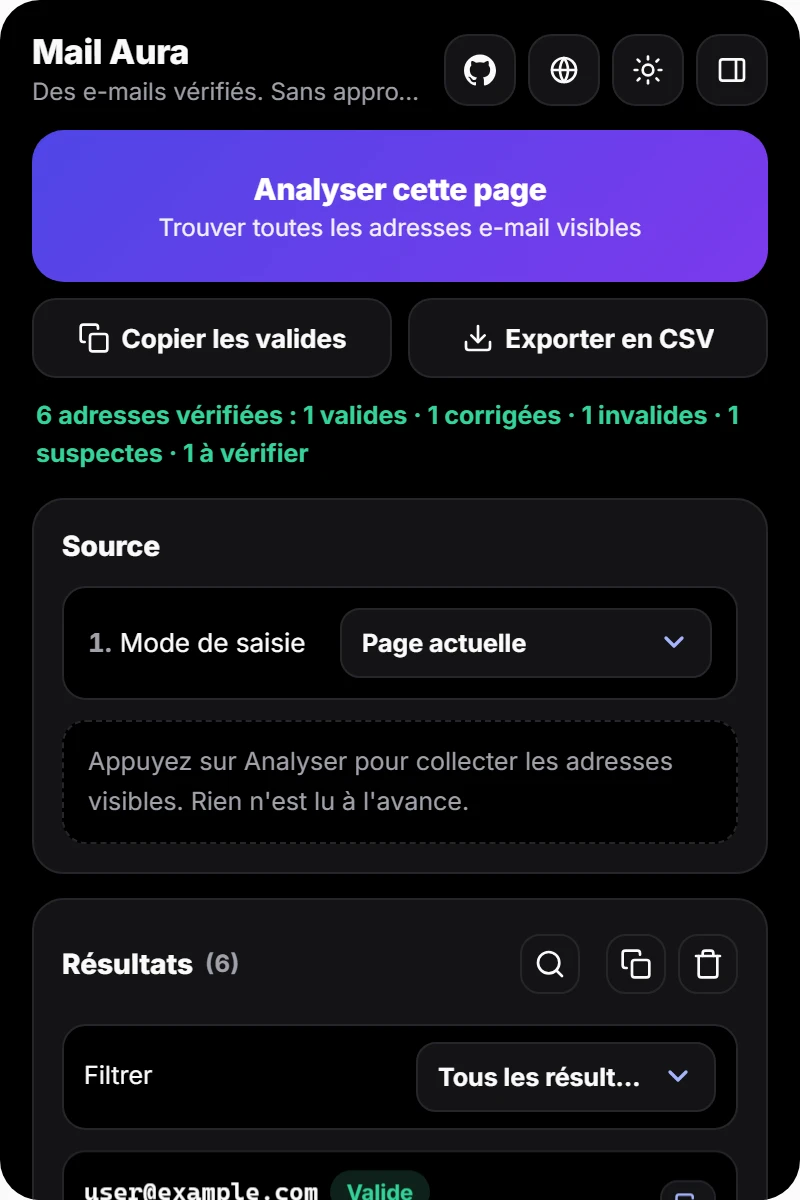 Mail Aura
Des e-mails vérifiés. Sans appro...
Analyser cette page
Trouver toutes les adresses e-mail visibles
Copier les valides
Exporter en CSV
6 adresses vérifiées : 1 valides · 1 corrigées · 1 invalides · 1
suspectes · 1 à vérifier
Source
1. Mode de saisie
Page actuelle
Appuyez sur Analyser pour collecter les adresses
visibles. Rien n'est lu à l'avance.
Résultats (6)
Filtrer
Tous les résult...
user@example.com
Valide